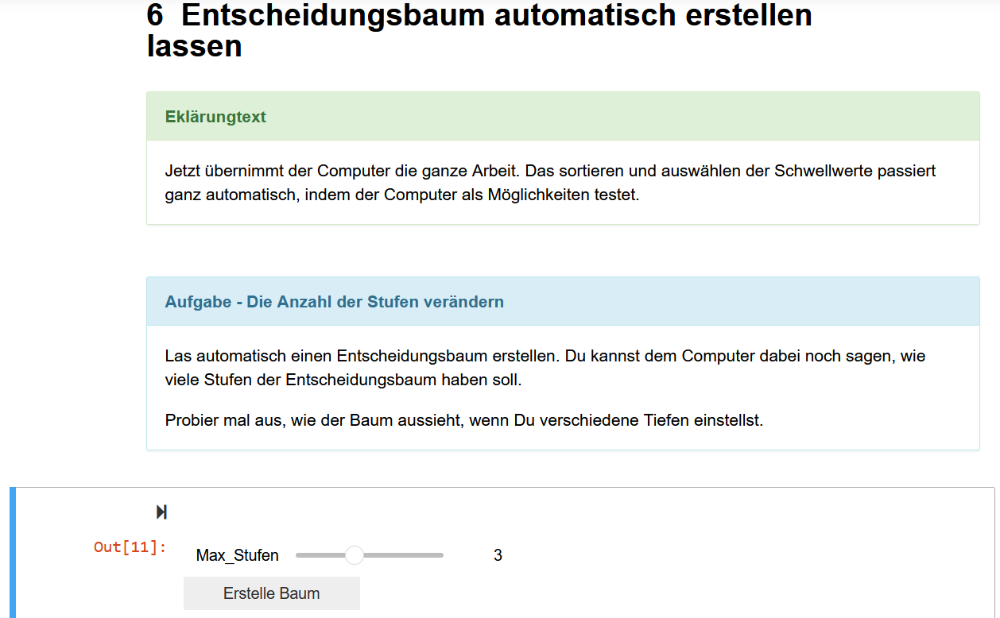 6 Entscheidungsbaum automatisch erstellen
lassen
Eklärungtext
Jetzt übernimmt der Computer die ganze Arbeit. Das sortieren und auswählen der Schwellwerte passiert
ganz automatisch, indem der Computer als Möglichkeiten testet.
Aufgabe - Die Anzahl der Stufen verändern
Las automatisch einen Entscheidungsbaum erstellen. Du kannst dem Computer dabei noch sagen, wie
viele Stufen der Entscheidungsbaum haben soll.
Probier mal aus, wie der Baum aussieht, wenn Du verschiedene Tiefen einstellst.
Out[11]:
Max_Stufen 3
Erstelle Baum